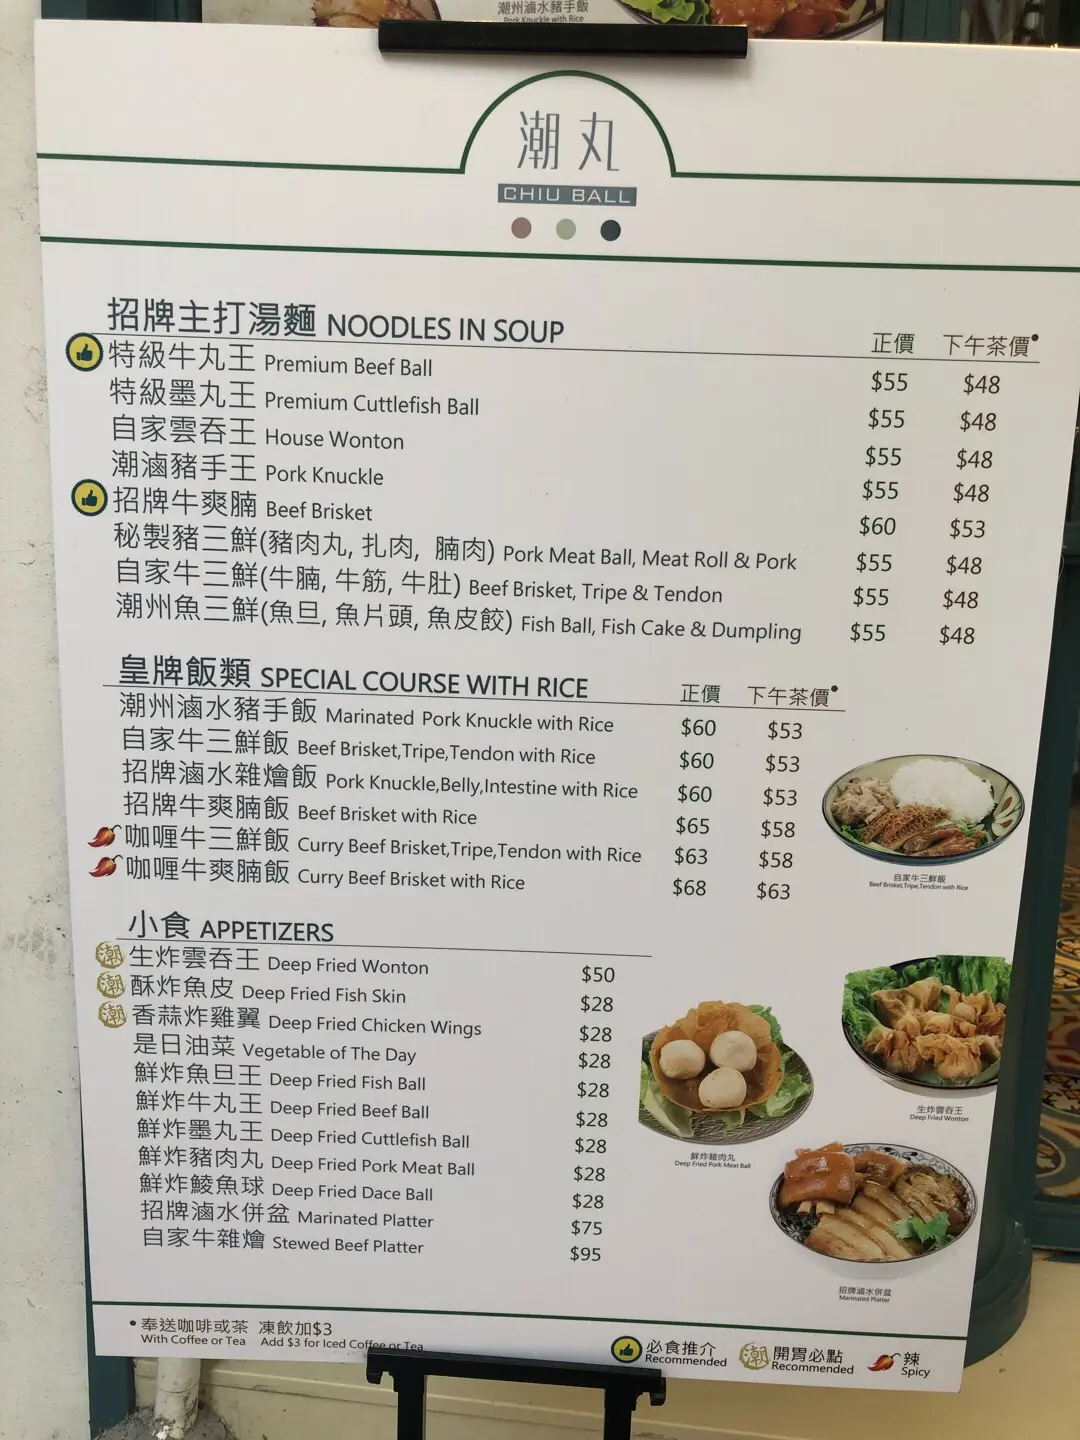 潮州滷水豬手飯
Pork Knuckle with Rice
潮丸
CHIU BALL
招牌主打湯麵 NOODLES IN SOUP 正價 下午茶價•
特級牛丸王 Premium Beef Ball $55 $48
特級墨丸王 Premium Cuttlefish Ball $55 $48
自家雲吞王 House Wonton $55 $48
潮滷豬手王 Pork Knuckle $55 $48
招牌牛爽腩 Beef Brisket $60 $53
秘製豬三鮮(豬肉丸, 扎肉, 腩肉) Pork Meat Ball, Meat Roll & Pork $55 $48
自家牛三鮮(牛腩, 牛筋, 牛肚) Beef Brisket, Tripe & Tendon $55 $48
潮州魚三鮮(魚旦, 魚片頭, 魚皮餃) Fish Ball, Fish Cake & Dumpling $55 $48
皇牌飯類 SPECIAL COURSE WITH RICE 正價 下午茶價•
潮州滷水豬手飯 Marinated Pork Knuckle with Rice $60 $53
自家牛三鮮飯 Beef Brisket,Tripe,Tendon with Rice $60 $53
招牌滷水雜燴飯 Pork Knuckle,Belly,Intestine with Rice $60 $53
招牌牛爽腩飯 Beef Brisket with Rice $65 $58
咖喱牛三鮮飯 Curry Beef Brisket,Tripe,Tendon with Rice $63 $58
咖喱牛爽腩飯 Curry Beef Brisket with Rice $68 $63
自家牛三鮮飯
Beef Brisket,Tripe,Tendon with Rice
小食 APPETIZERS
潮 生炸雲吞王 Deep Fried Wonton $50
潮 酥炸魚皮 Deep Fried Fish Skin $28
潮 香蒜炸雞翼 Deep Fried Chicken Wings $28
是日油菜 Vegetable of The Day $28
鮮炸魚旦王 Deep Fried Fish Ball $28
鮮炸牛丸王 Deep Fried Beef Ball $28
鮮炸墨丸王 Deep Fried Cuttlefish Ball $28
鮮炸豬肉丸 Deep Fried Pork Meat Ball $28
鮮炸鯪魚球 Deep Fried Dace Ball $28
招牌滷水併盆 Marinated Platter $75
自家牛雜燴 Stewed Beef Platter $95
生炸雲吞王
Deep Fried Wonton
鮮炸豬肉丸
Deep Fried Pork Meat Ball
招牌滷水併盆
Marinated Platter
• 奉送咖啡或茶 凍飲加$3
With Coffee or Tea Add $3 for Iced Coffee or Tea
必食推介
Recommended
潮 開胃必點
Recommended
辣
Spicy